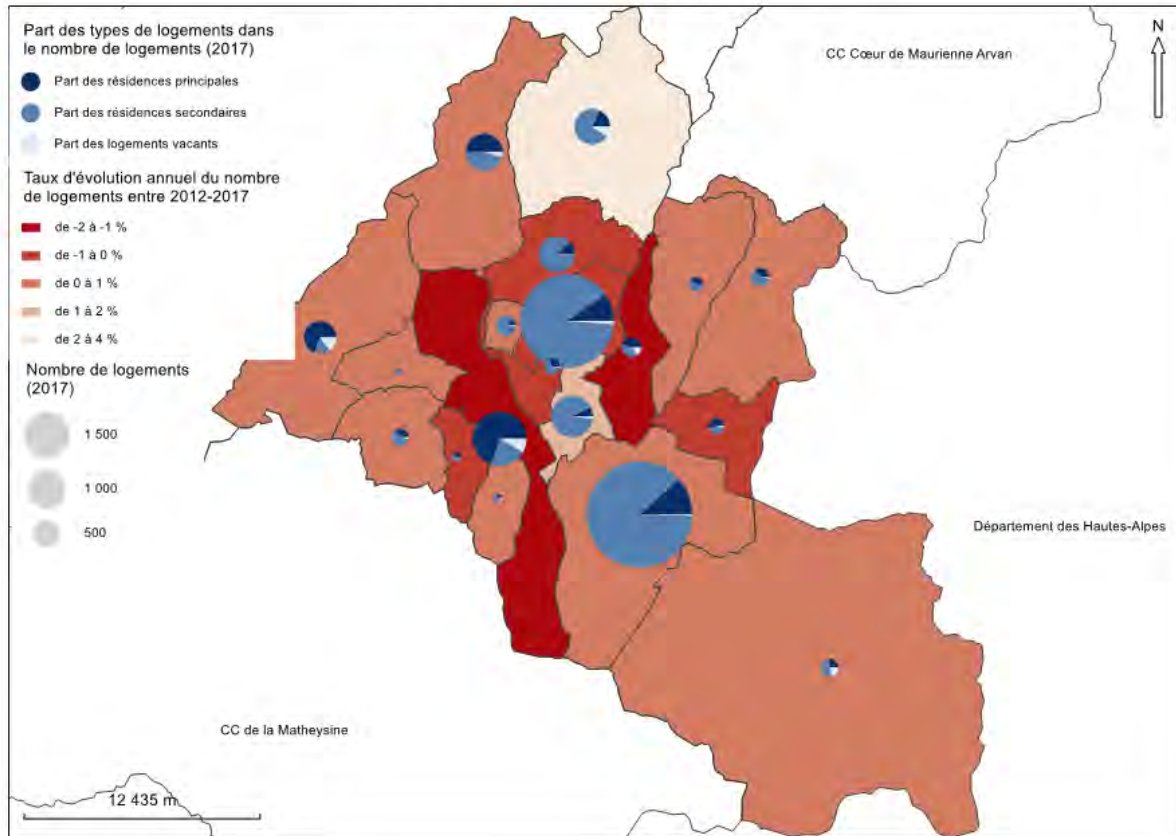 Part des types de logements dans
le nombre de logements (2017)
Part des résidences principales
Part des résidences secondaires
Part des logements vacants
Taux d'évolution annuel du nombre
de logements entre 2012-2017
de -2 à -1 %
de -1 à 0 %
de 0 à 1 %
de 1 à 2 %
de 2 à 4 %
Nombre de logements
(2017)
1 500
1 000
500
CC Cœur de Maurienne Arvan
N
Département des Hautes-Alpes
CC de la Matheysine
12 435 m